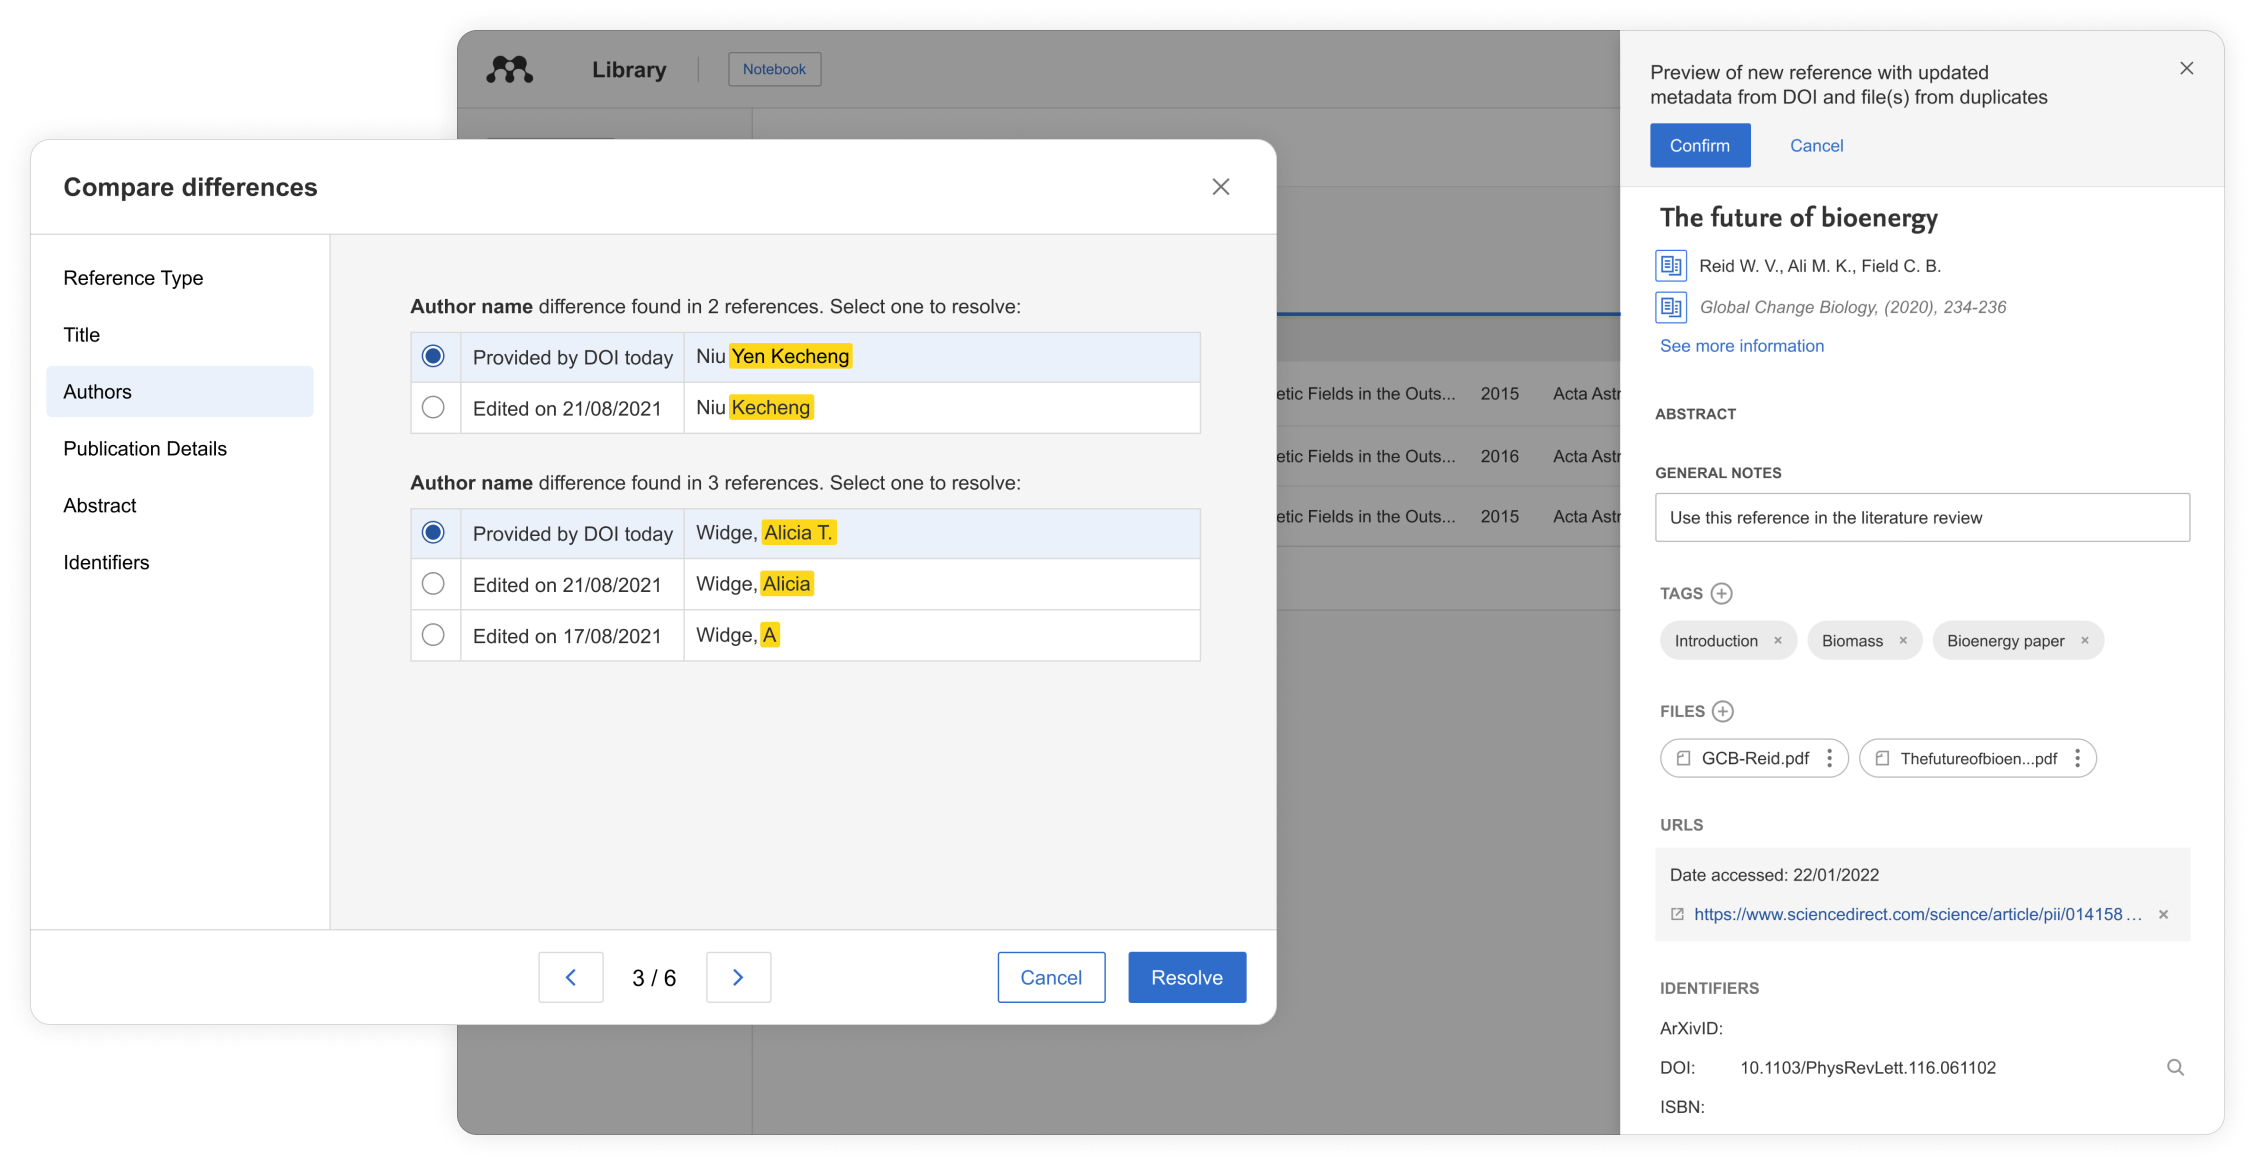 Library
Notebook
Compare differences
Reference Type
Title
Authors
Publication Details
Abstract
Identifiers
Author name difference found in 2 references. Select one to resolve:
Provided by DOI today Niu Yen Kecheng
Edited on 21/08/2021 Niu Kecheng
Author name difference found in 3 references. Select one to resolve:
Provided by DOI today Widge, Alicia T.
Edited on 21/08/2021 Widge, Alicia
Edited on 17/08/2021 Widge, A
3 / 6
Cancel
Resolve
etic Fields in the Outs... 2015 Acta Astr
etic Fields in the Outs... 2016 Acta Astr
etic Fields in the Outs... 2015 Acta Astr
Preview of new reference with updated
metadata from DOI and file(s) from duplicates
Confirm
Cancel
The future of bioenergy
Reid W. V., Ali M. K., Field C. B.
Global Change Biology, (2020), 234-236
See more information
ABSTRACT
GENERAL NOTES
Use this reference in the literature review
TAGS
Introduction × Biomass × Bioenergy paper ×
FILES
GCB-Reid.pdf Thefutureofbioen...pdf
URLS
Date accessed: 22/01/2022
https://www.sciencedirect.com/science/article/pii/014158 ...
IDENTIFIERS
ArXivID:
DOI: 10.1103/PhysRevLett.116.061102
ISBN: